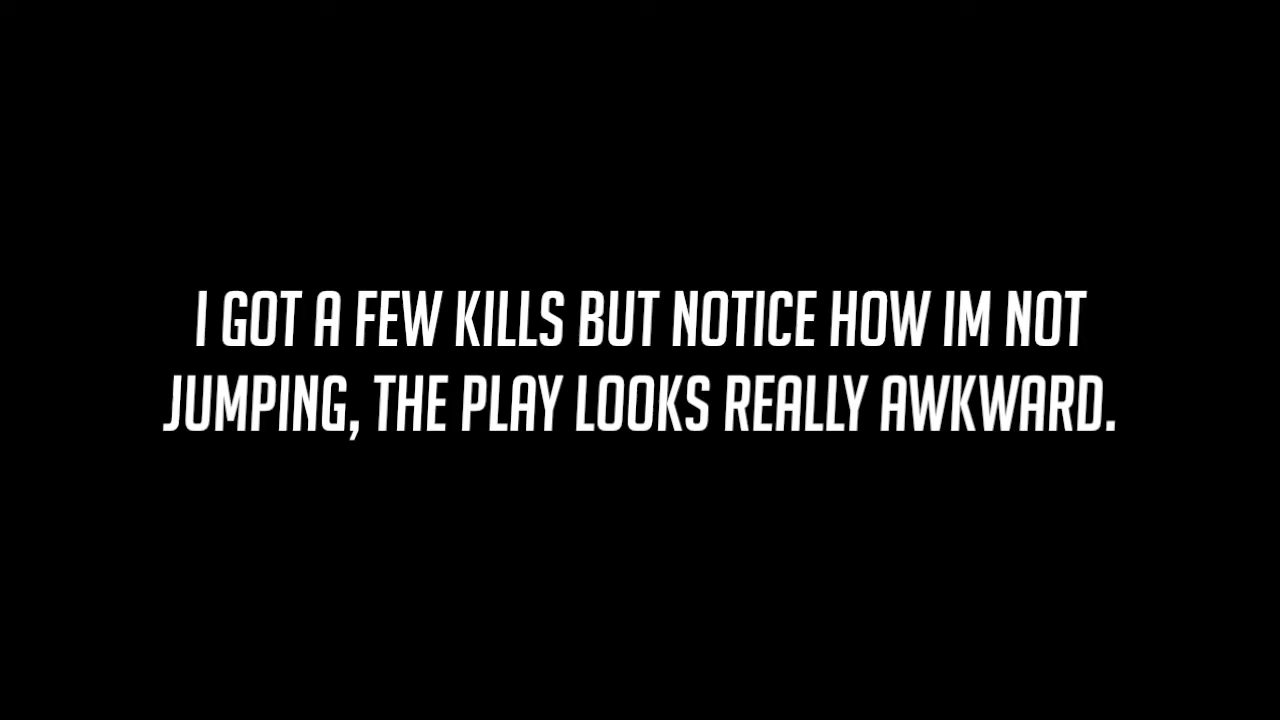 I GOT A FEW KILLS BUT NOTICE HOW IM NOT
JUMPING, THE PLAY LOOKS REALLY AWKWARD.